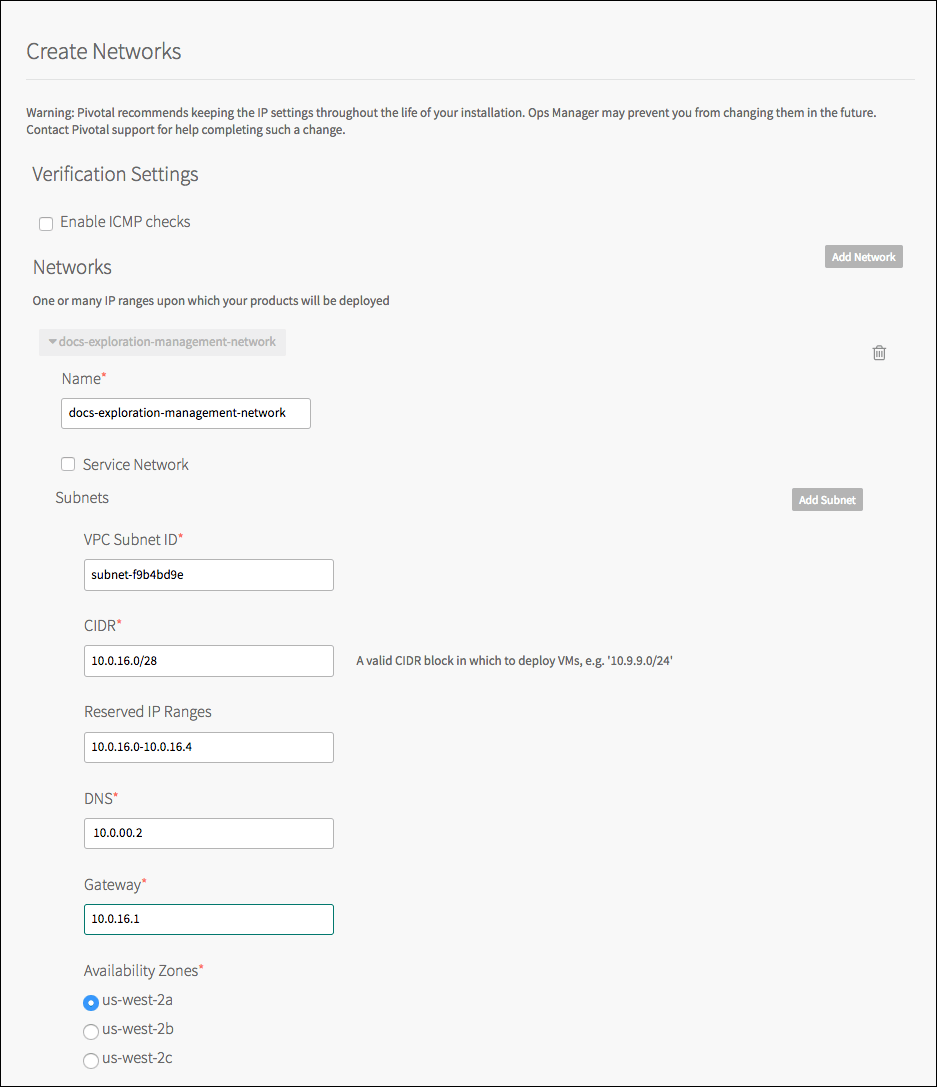 Create Networks
Warning: Pivotal recommends keeping the IP settings throughout the life of your installation. Ops Manager may prevent you from changing them in the future.
Contact Pivotal support for help completing such a change.
Verification Settings
Enable ICMP checks
Add Network
Networks
One or many IP ranges upon which your products will be deployed
docs-exploration-management-network
Name*
docs-exploration-management-network
Service Network
Subnets
Add Subnet
VPC Subnet ID*
subnet-f9b4bd9e
CIDR*
10.0.16.0/28
A valid CIDR block in which to deploy VMs, e.g. '10.9.9.0/24'
Reserved IP Ranges
10.0.16.0-10.0.16.4
DNS*
10.0.00.2
Gateway*
10.0.16.1
Availability Zones*
us-west-2a
us-west-2b
us-west-2c